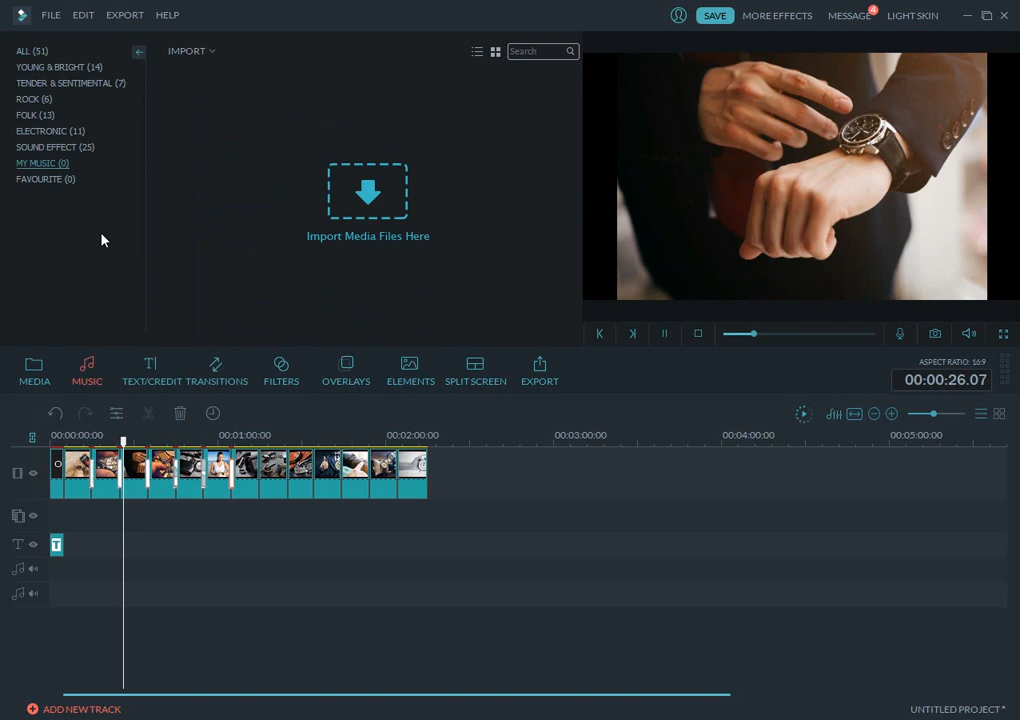 FILE EDIT EXPORT HELP
SAVE MORE EFFECTS MESSAGE 4 LIGHT SKIN
ALL (51)
YOUNG & BRIGHT (14)
TENDER & SENTIMENTAL (7)
ROCK (6)
FOLK (13)
ELECTRONIC (11)
SOUND EFFECT (25)
MY MUSIC (0)
FAVOURITE (0)
IMPORT
Search
Import Media Files Here
MEDIA MUSIC TEXT/CREDIT TRANSITIONS FILTERS OVERLAYS ELEMENTS SPLIT SCREEN EXPORT
ASPECT RATIO: 16:9
00:00:26.07
00:00:00:00 00:01:00:00 00:02:00:00 00:03:00:00 00:04:00:00 00:05:00:00
O
T
T
ADD NEW TRACK
UNTITLED PROJECT *